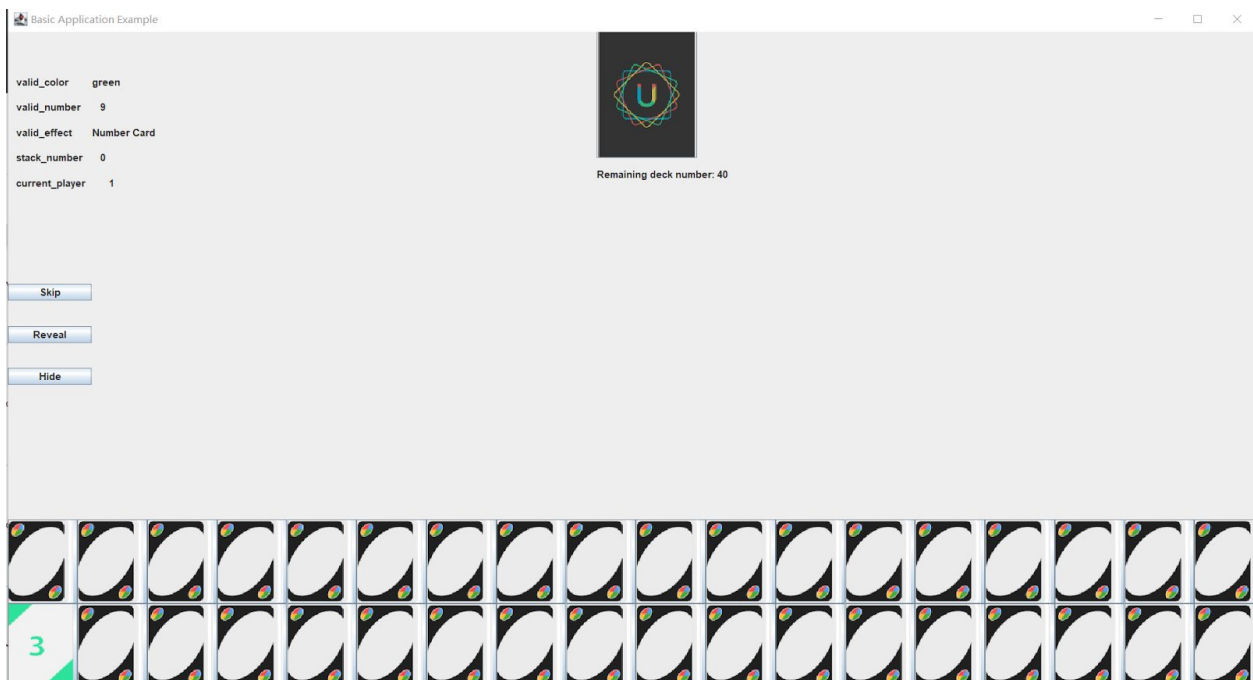 Basic Application Example
valid_color green
valid_number 9
valid_effect Number Card
stack_number 0
current_player 1
U
Remaining deck number: 40
Skip
Reveal
Hide
3